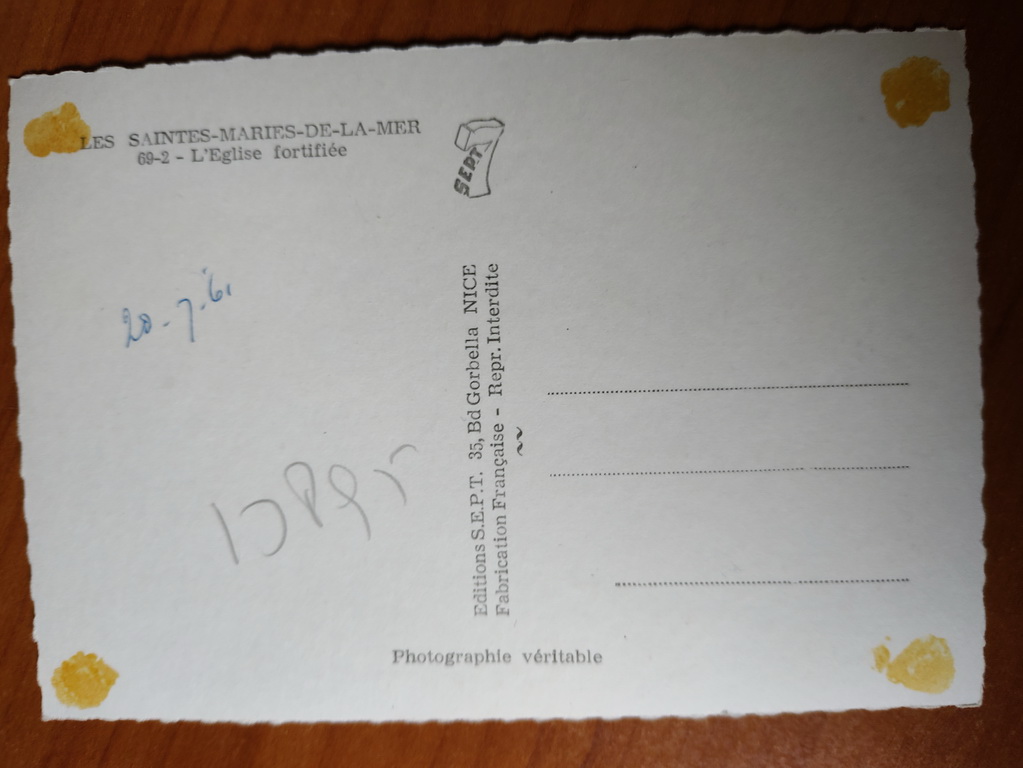 LES SAINTES-MARIES-DE-LA-MER
69-2 - L'Eglise fortifiée
SEPT
20-7-'61
Editions S.E.P.T. 35, Bd Gorbella NICE
Fabrication Française - Repr. Interdite
Photographie véritable